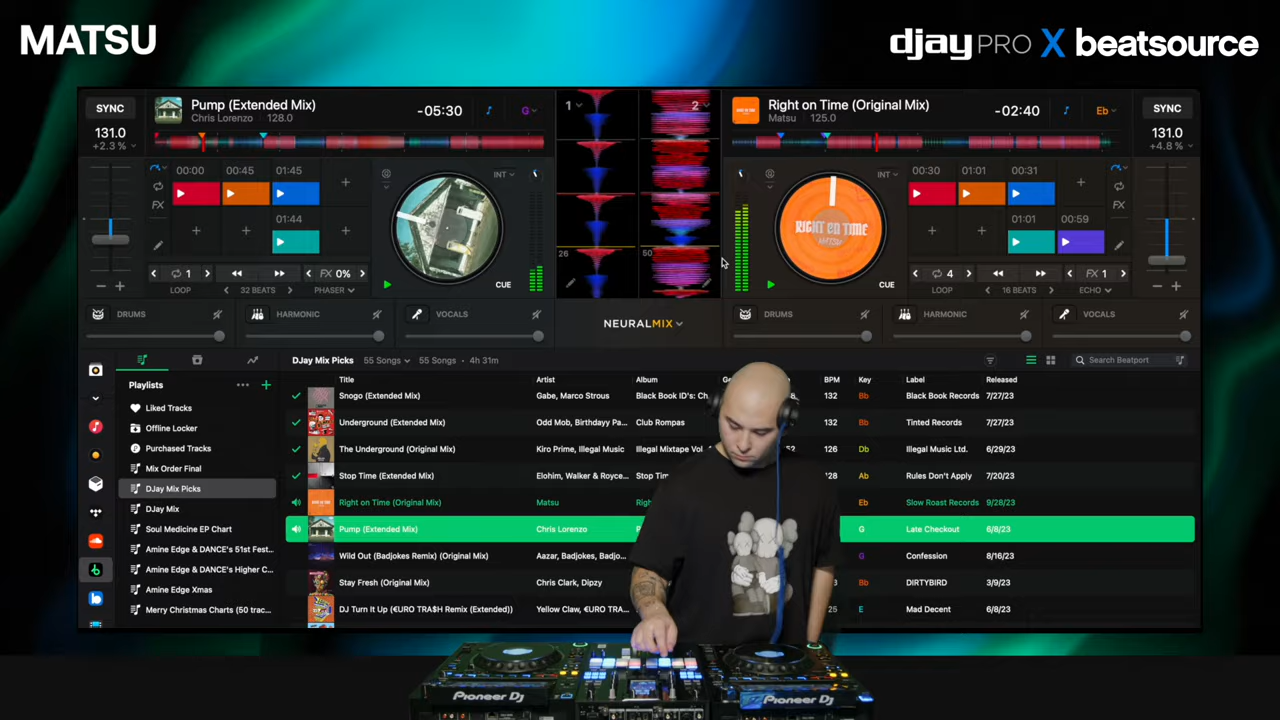 MATSU
djay PRO X beatsource
SYNC
131.0
+2.3 %
Pump (Extended Mix)
Chris Lorenzo 128.0
-05:30
G
1
2
Right on Time (Original Mix)
Matsu 125.0
-02:40
Eb
SYNC
131.0
+4.8 %
00:00 00:45 01:45
FX
01:44
INT
1
FX 0%
LOOP 32 BEATS PHASER
CUE
26
50
RIGHT ON TIME
MATSU
INT
00:30 01:01 00:31
FX
01:01 00:59
4
FX 1
LOOP 16 BEATS ECHO
CUE
DRUMS HARMONIC VOCALS
NEURALMIX
DRUMS HARMONIC VOCALS
DJay Mix Picks 55 Songs 55 Songs • 4h 31m
Search Beatport
Playlists
Liked Tracks
Offline Locker
Purchased Tracks
Mix Order Final
DJay Mix Picks
DJay Mix
Soul Medicine EP Chart
Amine Edge & DANCE's 51st Fest...
Amine Edge & DANCE's Higher C...
Amine Edge Xmas
Merry Christmas Charts (50 trac...
Title Artist Album BPM Key Label Released
Snogo (Extended Mix) Gabe, Marco Strous Black Book ID's: Ch 132 Bb Black Book Records 7/27/23
Underground (Extended Mix) Odd Mob, Birthdayy Pa... Club Rompas 132 Bb Tinted Records 7/27/23
The Underground (Original Mix) Kiro Prime, Illegal Music Illegal Mixtape Vol 126 Db Illegal Music Ltd. 6/29/23
Stop Time (Extended Mix) Elohim, Walker & Royce... Stop Time 126 Ab Rules Don't Apply 7/20/23
Right on Time (Original Mix) Matsu Eb Slow Roast Records 9/28/23
Pump (Extended Mix) Chris Lorenzo G Late Checkout 6/8/23
Wild Out (Badjokes Remix) (Original Mix) Aazar, Badjokes, Badjo... G Confession 8/16/23
Stay Fresh (Original Mix) Chris Clark, Dipzy Bb DIRTYBIRD 3/9/23
DJ Turn It Up (€URO TRA$H Remix (Extended)) Yellow Claw, €URO TRA... 25 E Mad Decent 6/8/23
Pioneer Dj
Pioneer Dj